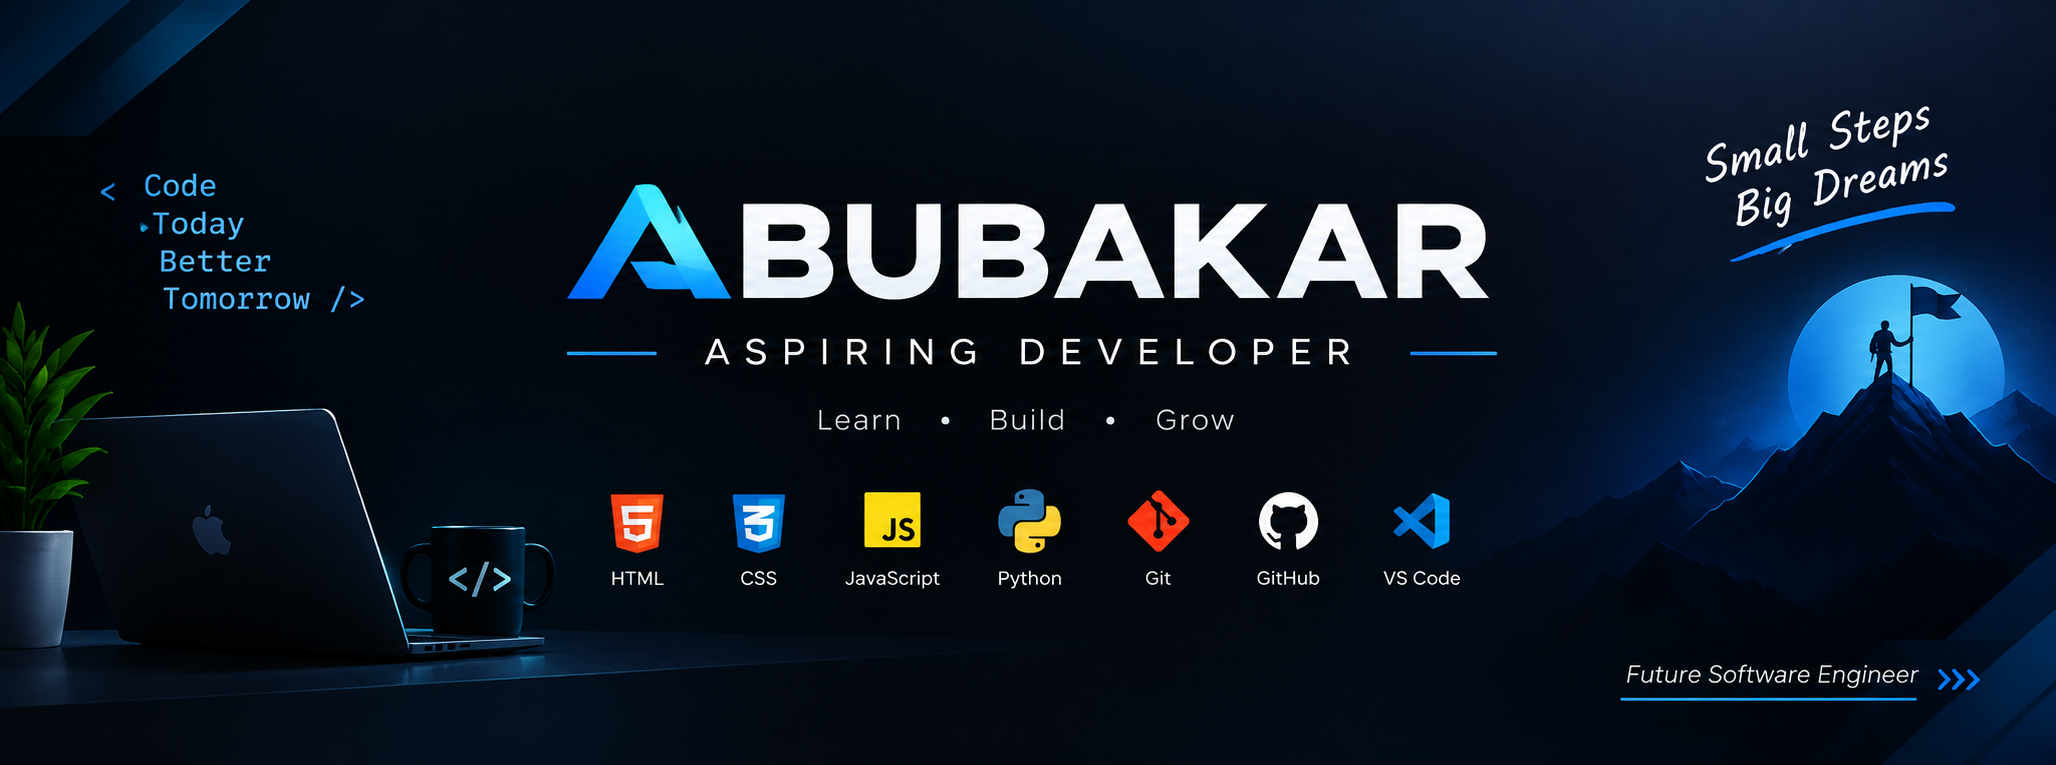 < Code
Today
Better
Tomorrow />
Small Steps
Big Dreams
ABUBAKAR
ASPIRING DEVELOPER
Learn • Build • Grow
5 3 JS
HTML CSS JavaScript Python Git GitHub VS Code
</>
Future Software Engineer >>>